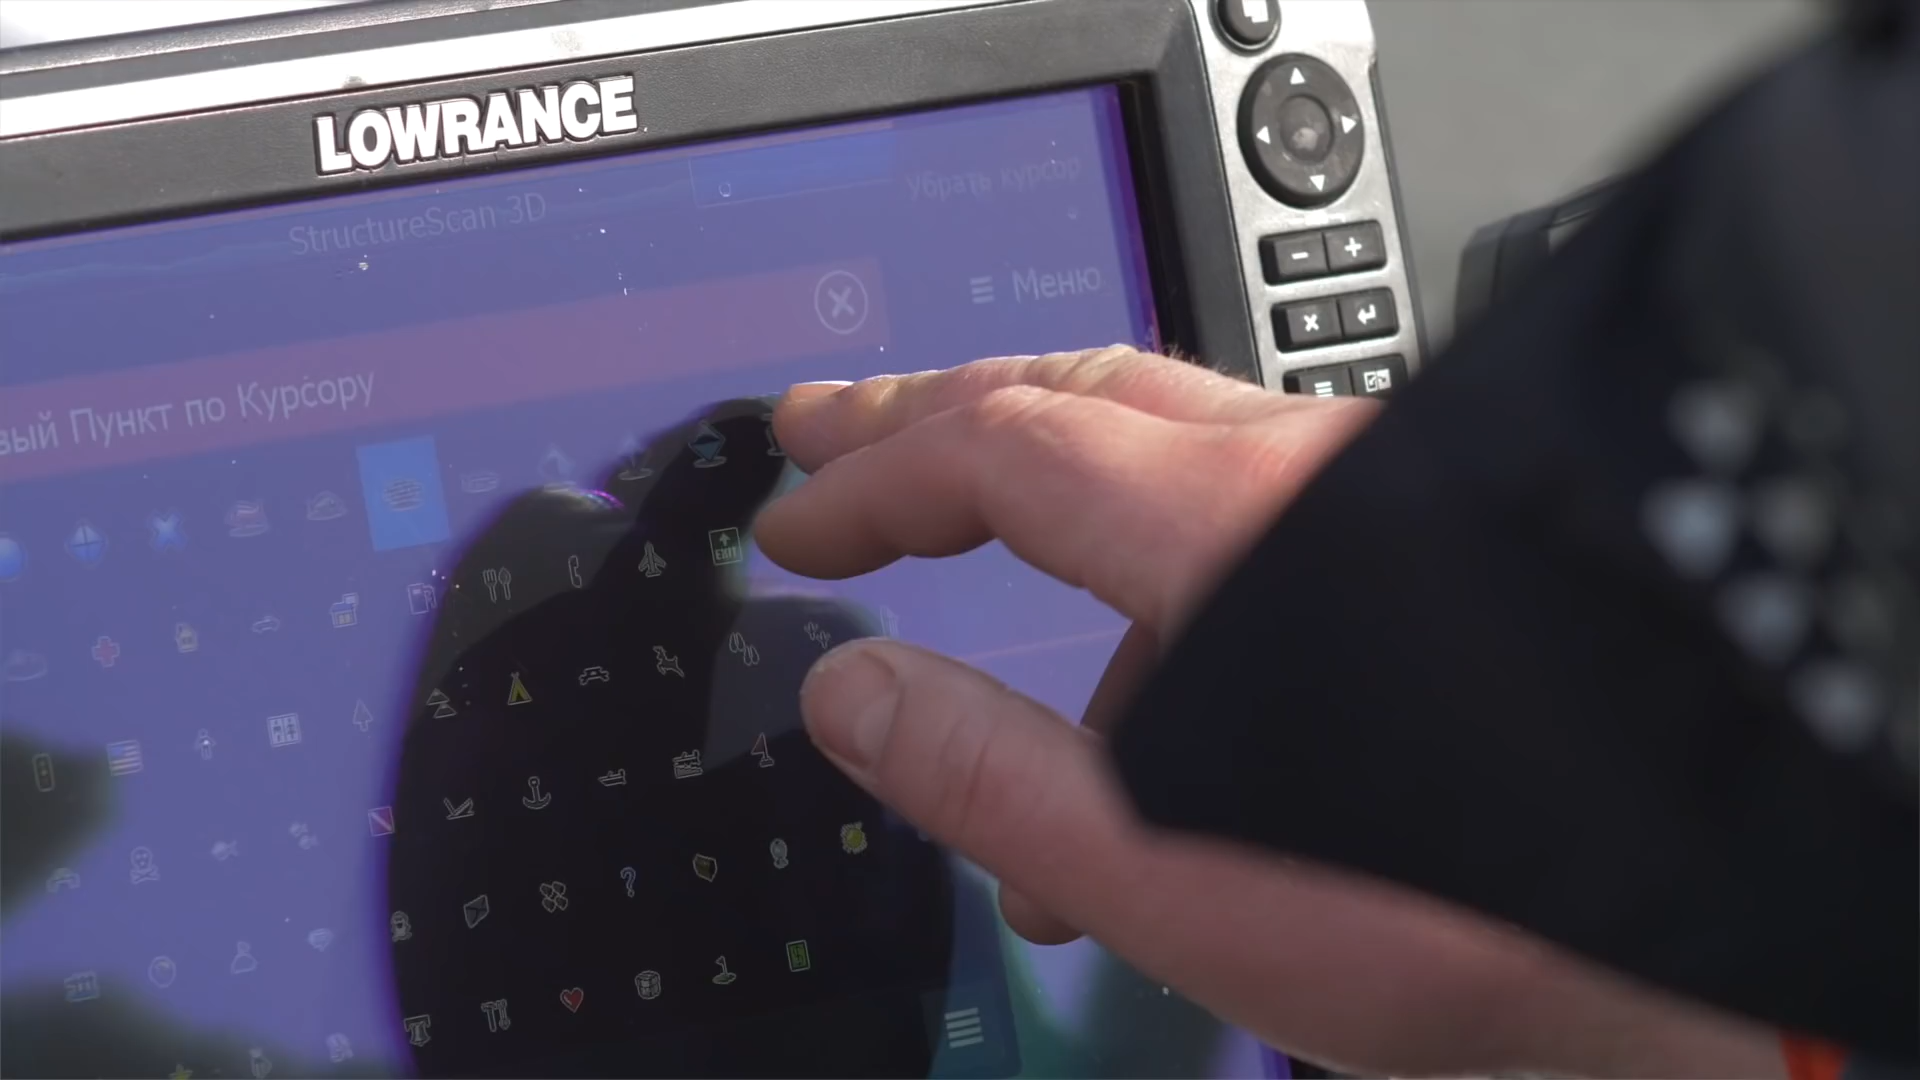 LOWRANCE
StructureScan 3D
Убрать курсор
Меню
вый Пункт по Курсору
EXIT